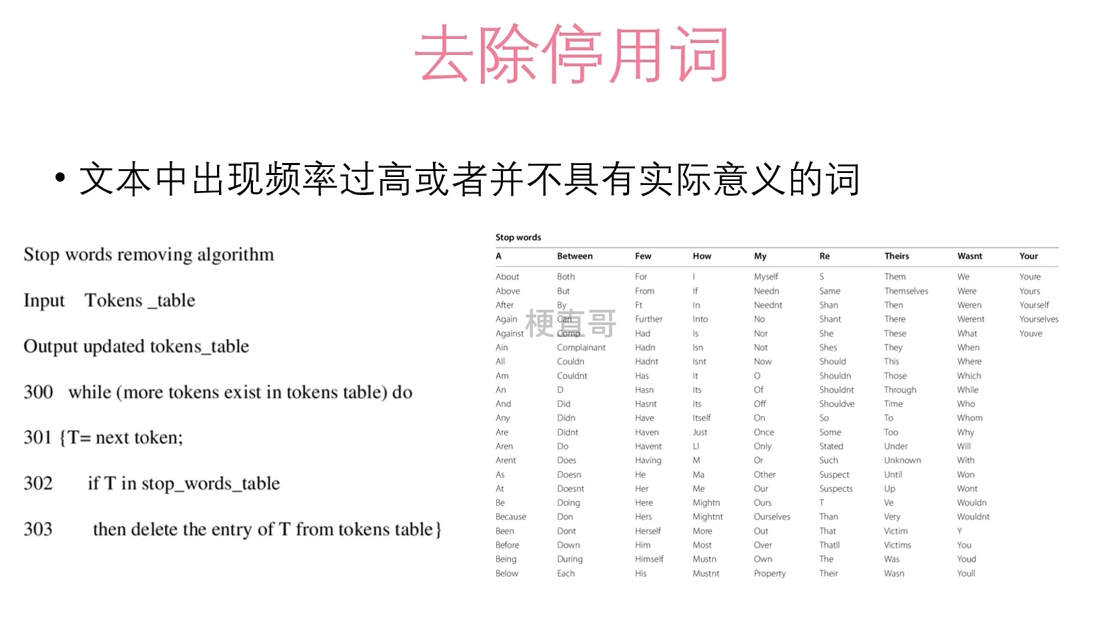 去除停用词
• 文本中出现频率过高或者并不具有实际意义的词
Stop words removing algorithm
Input Tokens _table
Output updated tokens_table
300 while (more tokens exist in tokens table) do
301 {T= next token;
302 if T in stop_words_table
303 then delete the entry of T from tokens table}
Stop words
A Between Few How My Re Theirs Wasnt Your
About Both For I Myself S Them We Youre
Above But From If Needn Same Themselves Were Yours
After By Ft In Neednt Shan Then Weren Yourself
Again Can Further Into No Shant There Werent Yourselves
Against Comp Had Is Nor She These What Youve
Ain Complainant Hadn Isn Not Shes They When
All Couldn Hadnt Isnt Now Should This Where
Am Couldnt Has It O Shouldn Those Which
An D Hasn Its Of Shouldnt Through While
And Did Hasnt Its Off Shouldve Time Who
Any Didn Have Itself On So To Whom
Are Didnt Haven Just Once Some Too Why
Aren Do Havent Ll Only Stated Under Will
Arent Does Having M Or Such Unknown With
As Doesn He Ma Other Suspect Until Won
At Doesnt Her Me Our Suspects Up Wont
Be Doing Here Mightn Ours T Ve Wouldn
Because Don Hers Mightnt Ourselves Than Very Wouldnt
Been Dont Herself More Out That Victim Y
Before Down Him Most Over Thatll Victims You
Being During Himself Mustn Own The Was Youd
Below Each His Mustnt Property Their Wasn Youll
梗直哥